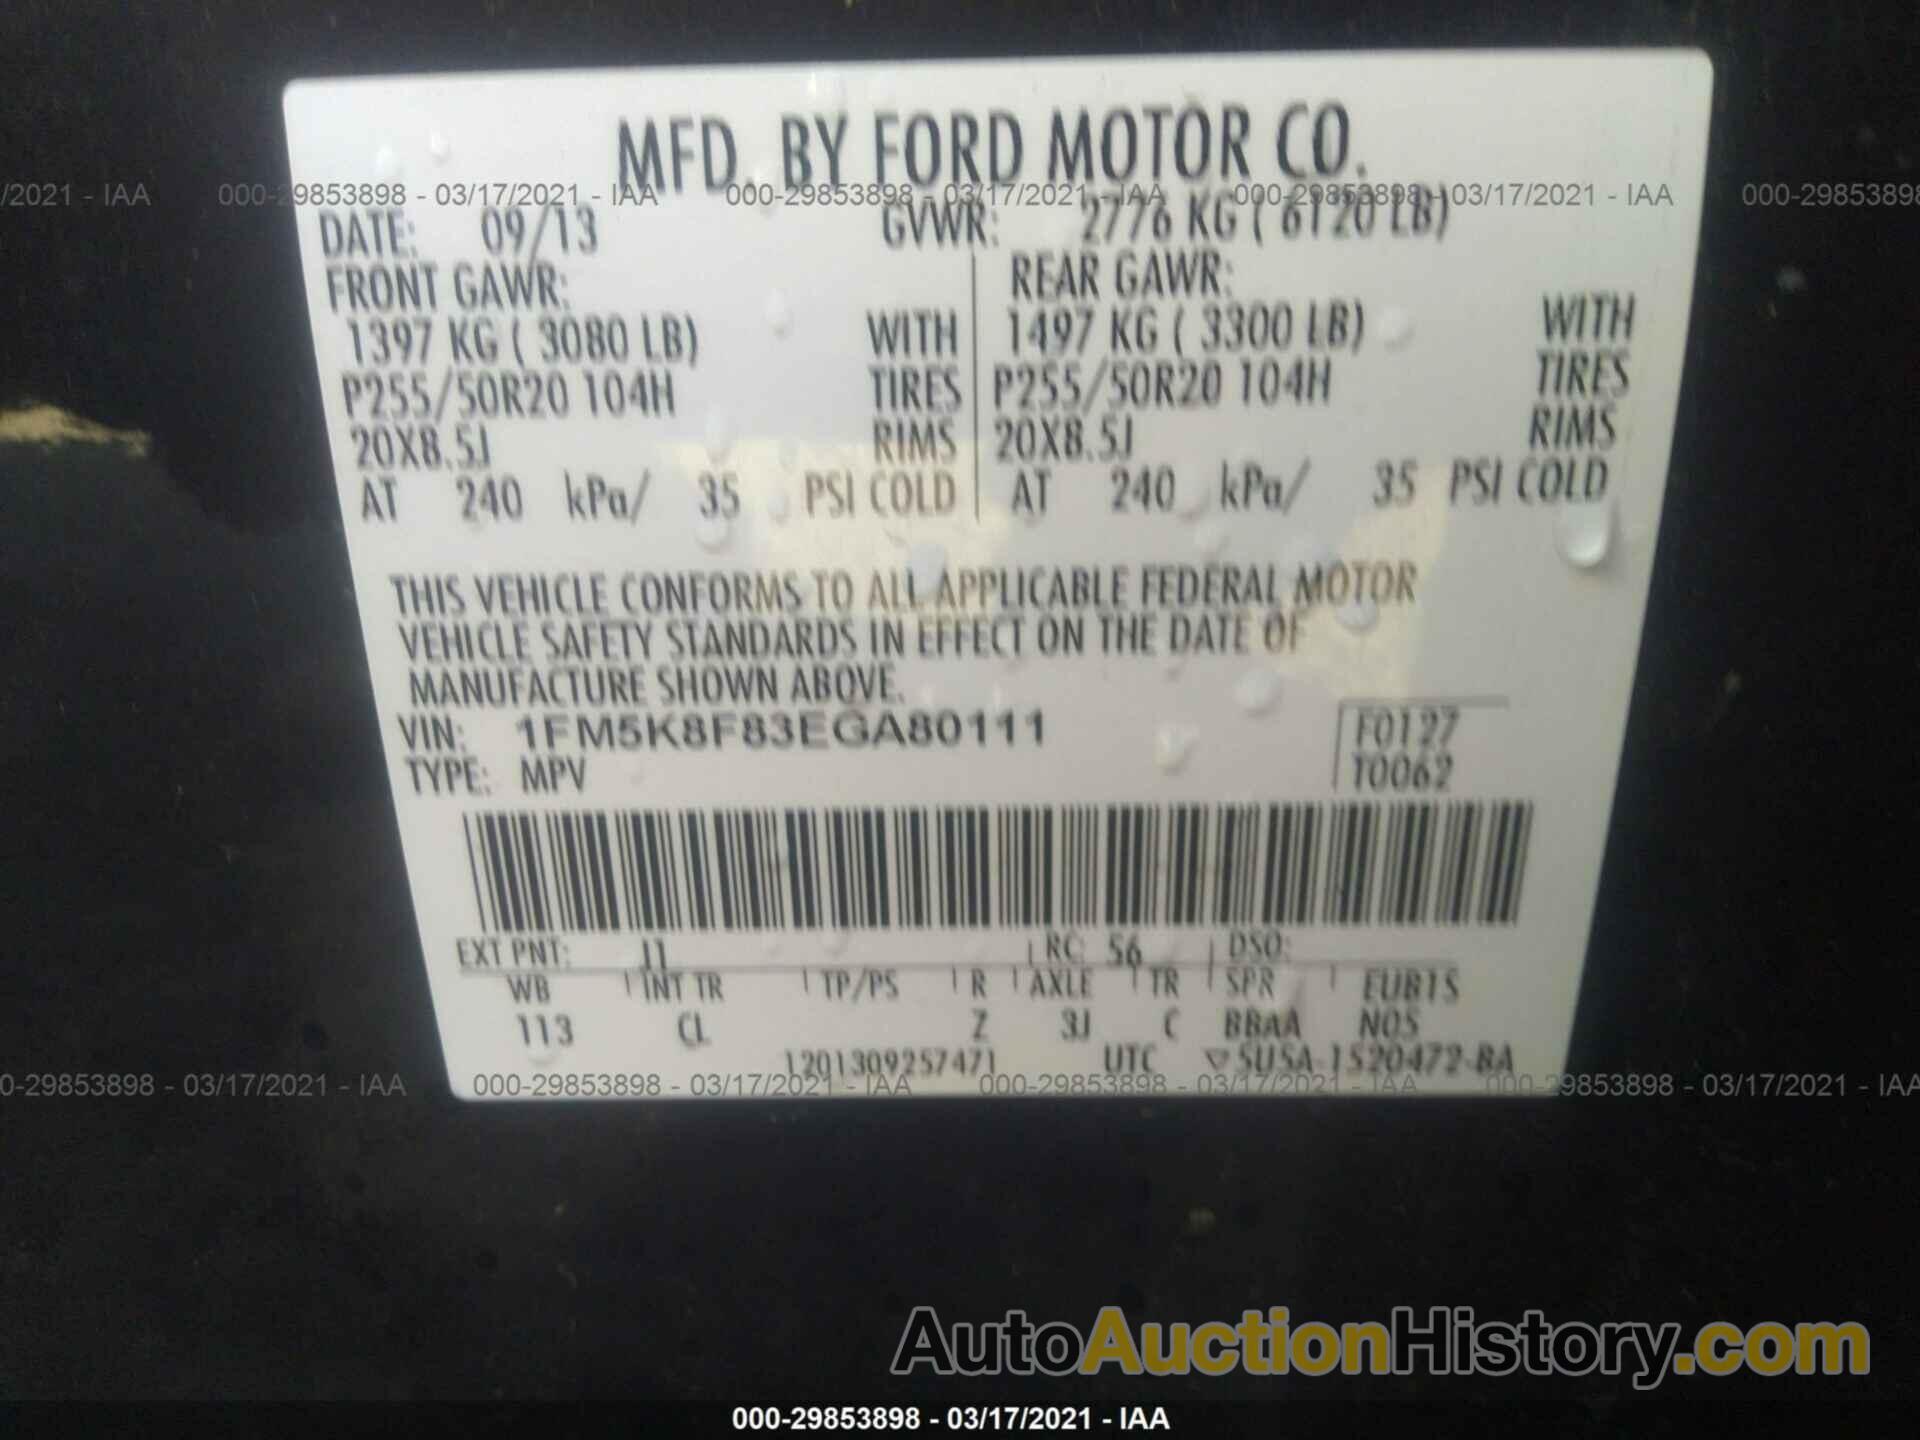 MFD. BY FORD MOTOR CO.
/2021 - IAA 000-29853898 - 03/17/2021 - IAA 000-29853898 - 03/17/2021 - IAA 000-29853898 - 03/17/2021 - IAA 000-29853898
DATE: 09/13 GVWR: 2776 KG ( 6120 LB)
FRONT GAWR: REAR GAWR:
1397 KG ( 3080 LB) WITH 1497 KG ( 3300 LB) WITH
P255/50R20 104H TIRES P255/50R20 104H TIRES
20X8.5J RIMS 20X8.5J RIMS
AT 240 kPa/ 35 PSI COLD AT 240 kPa/ 35 PSI COLD
THIS VEHICLE CONFORMS TO ALL APPLICABLE FEDERAL MOTOR
VEHICLE SAFETY STANDARDS IN EFFECT ON THE DATE OF
MANUFACTURE SHOWN ABOVE.
VIN: 1FM5K8F83EGA80111 F0127
TYPE: MPV T0062
EXT PNT: J1 RC: 56 DSO:
WB INT TR TP/PS R AXLE TR SPR EUB1S
113 CL Z 3J C BBAA N05
1201309257471 UTC ▽5U5A-1520472-BA
0-29853898 - 03/17/2021 - IAA 000-29853898 - 03/17/2021 - IAA 000-29853898 - 03/17/2021 - IAA 000-29853898 - 03/17/2021 - IAA
AutoAuctionHistory.com
000-29853898 - 03/17/2021 - IAA